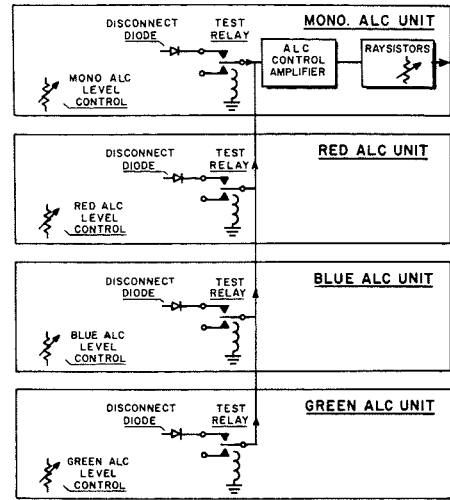 MONO. ALC UNIT
DISCONNECT
DIODE
TEST
RELAY
ALC
CONTROL
AMPLIFIER
RAYSISTORS
MONO ALC
LEVEL
CONTROL
RED ALC UNIT
DISCONNECT
DIODE
TEST
RELAY
RED ALC
LEVEL
CONTROL
BLUE ALC UNIT
DISCONNECT
DIODE
TEST
RELAY
BLUE ALC
LEVEL
CONTROL
GREEN ALC UNIT
DISCONNECT
DIODE
TEST
RELAY
GREEN ALC
LEVEL
CONTROL